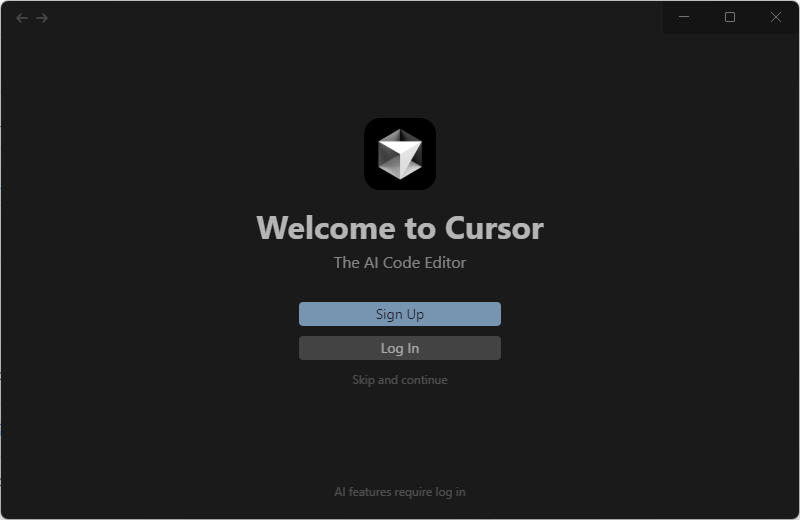 Welcome to Cursor
The AI Code Editor
Sign Up
Log In
Skip and continue
AI features require log in